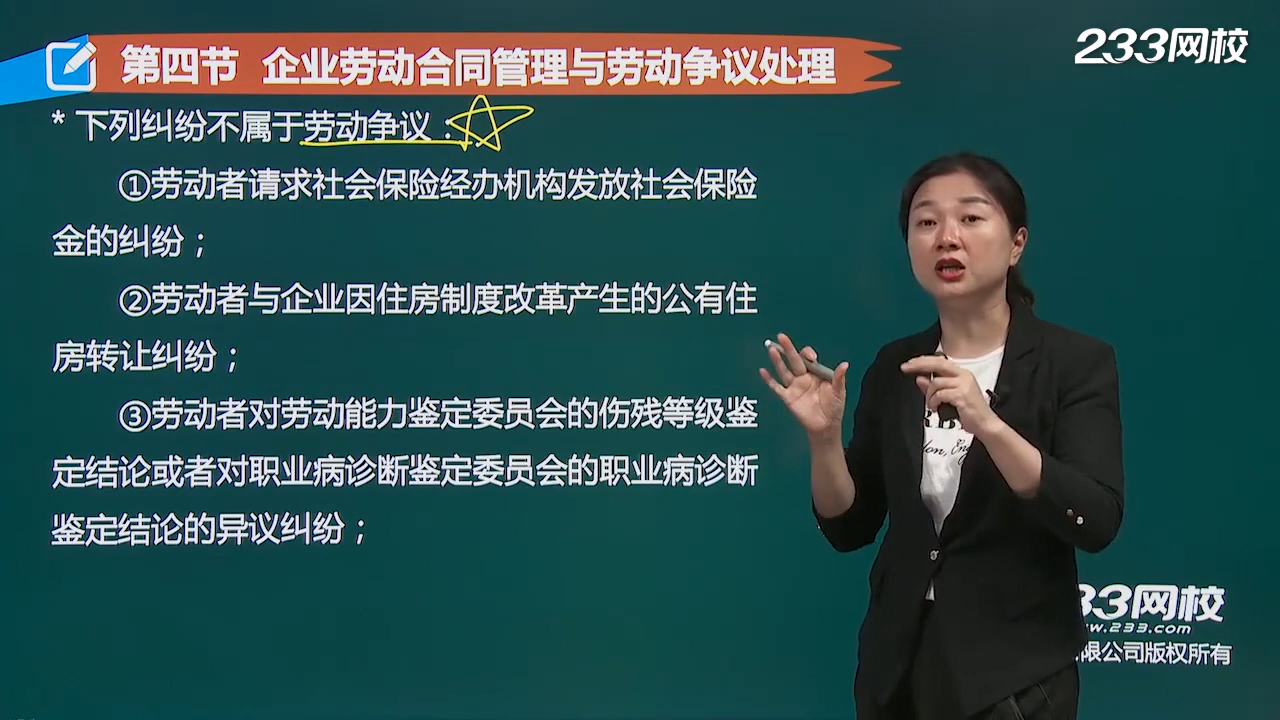 第四节 企业劳动合同管理与劳动争议处理
233网校
* 下列纠纷不属于劳动争议：
①劳动者请求社会保险经办机构发放社会保险
金的纠纷；
②劳动者与企业因住房制度改革产生的公有住
房转让纠纷；
③劳动者对劳动能力鉴定委员会的伤残等级鉴
定结论或者对职业病诊断鉴定委员会的职业病诊断
鉴定结论的异议纠纷；
33网校
w.233.com
限公司版权所有